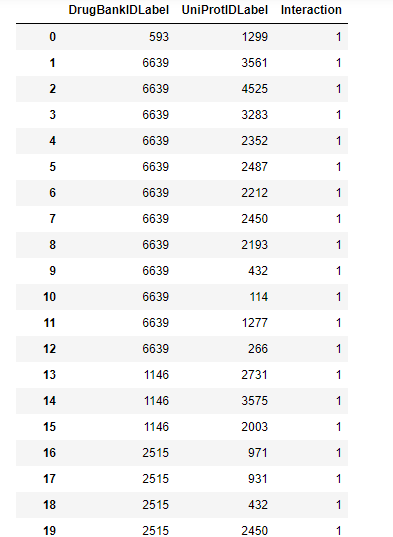 DrugBankIDLabel UniProtIDLabel Interaction
0 593 1299 1
1 6639 3561 1
2 6639 4525 1
3 6639 3283 1
4 6639 2352 1
5 6639 2487 1
6 6639 2212 1
7 6639 2450 1
8 6639 2193 1
9 6639 432 1
10 6639 114 1
11 6639 1277 1
12 6639 266 1
13 1146 2731 1
14 1146 3575 1
15 1146 2003 1
16 2515 971 1
17 2515 931 1
18 2515 432 1
19 2515 2450 1